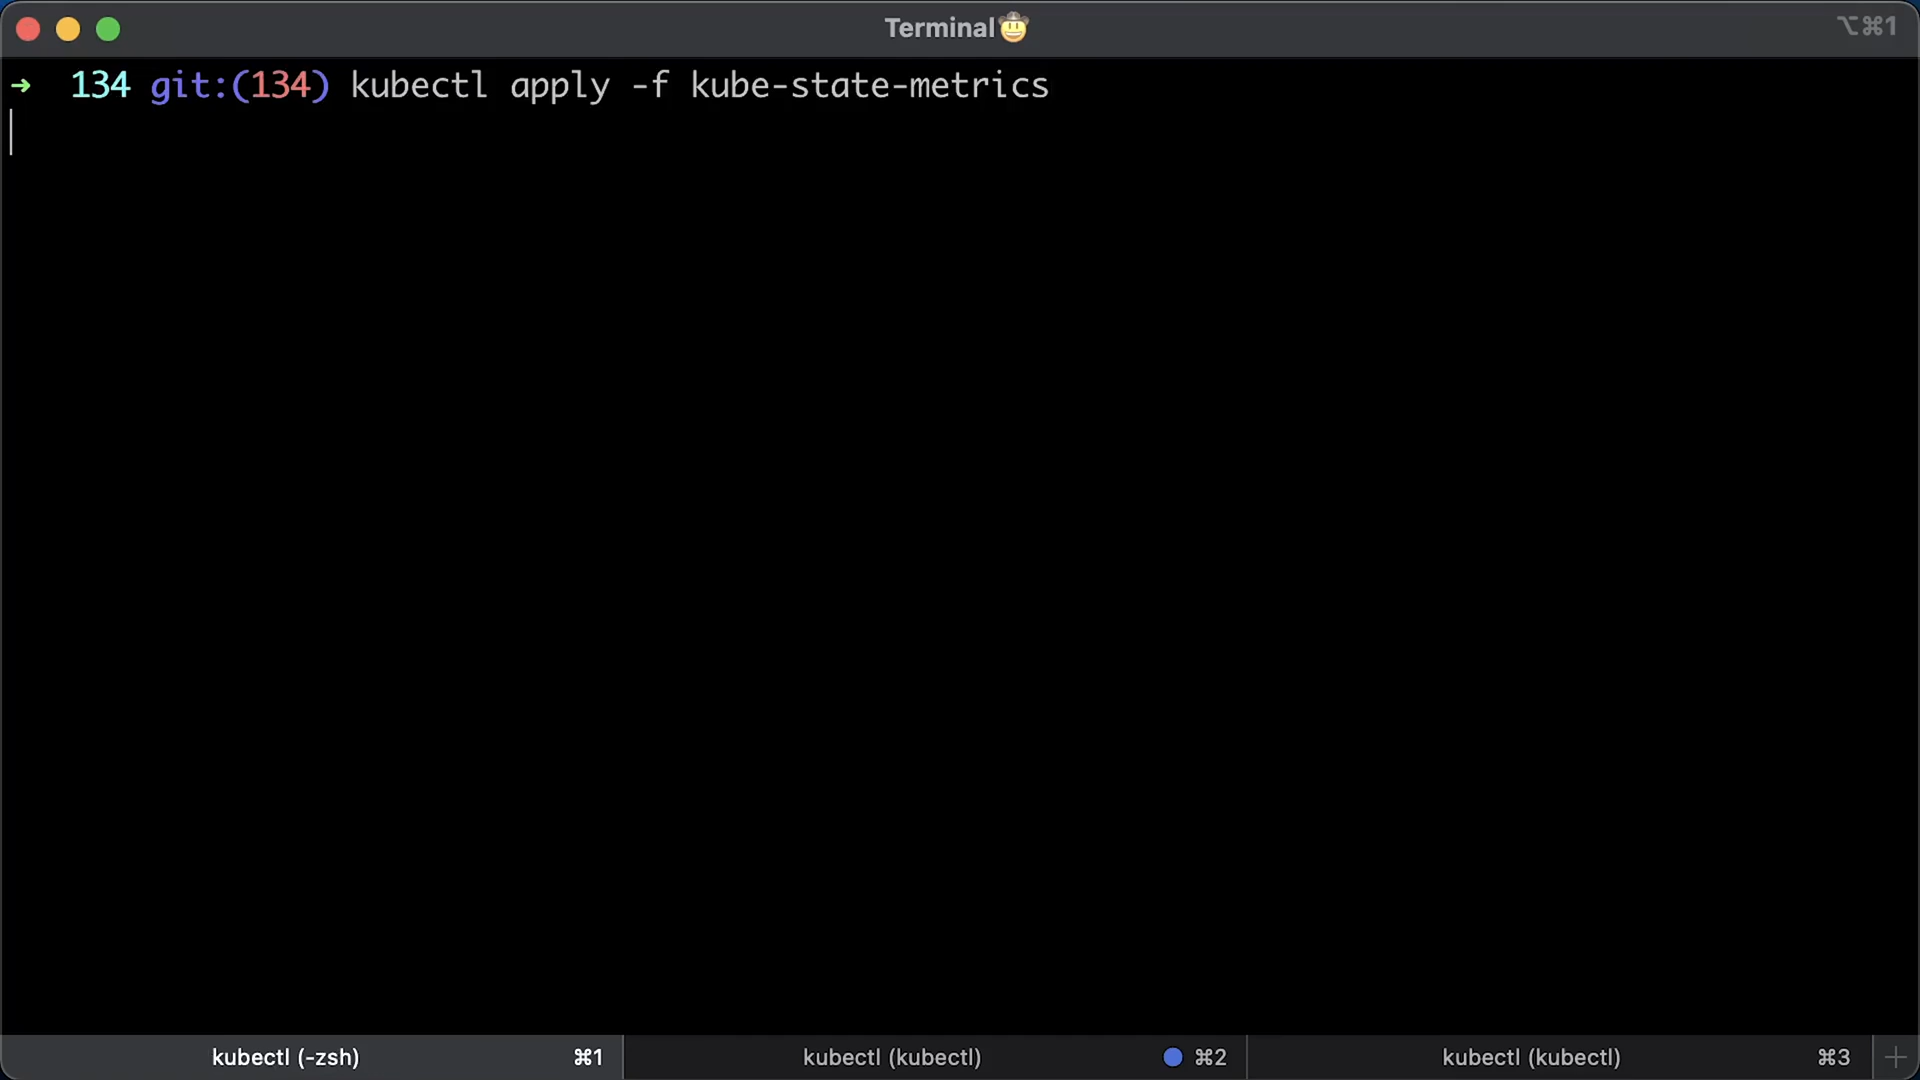 Terminal🤠
⌥⌘1
➜ 134 git:(134) kubectl apply -f kube-state-metrics
kubectl (-zsh) ⌘1
kubectl (kubectl) ⌘2
kubectl (kubectl) ⌘3